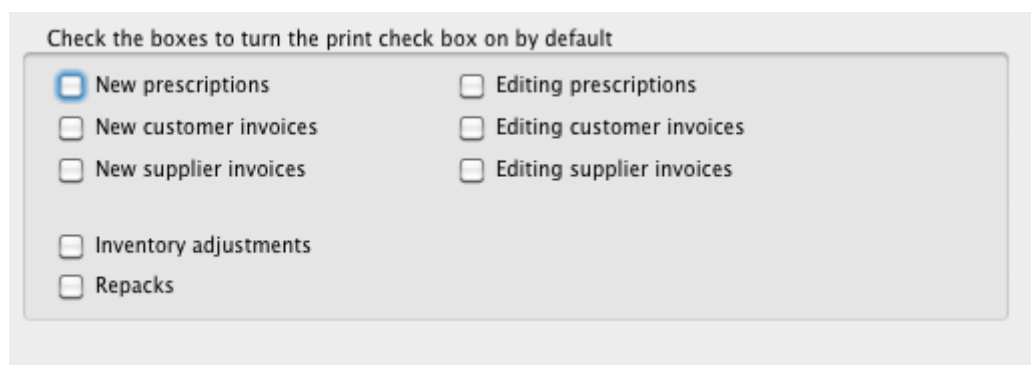 Check the boxes to turn the print check box on by default
New prescriptions
Editing prescriptions
New customer invoices
Editing customer invoices
New supplier invoices
Editing supplier invoices
Inventory adjustments
Repacks